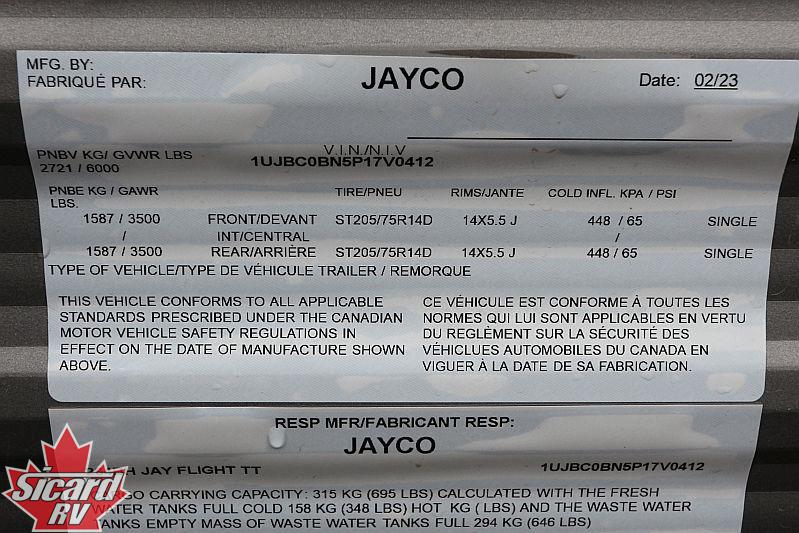 MFG. BY:
FABRIQUÉ PAR: JAYCO Date: 02/23
V.I.N./N.I.V
PNBV KG/ GVWR LBS 1UJBC0BN5P17V0412
2721 / 6000
PNBE KG / GAWR TIRE/PNEU RIMS/JANTE COLD INFL. KPA / PSI
LBS.
1587 / 3500 FRONT/DEVANT ST205/75R14D 14X5.5 J 448 / 65 SINGLE
/ INT/CENTRAL /
1587 / 3500 REAR/ARRIÈRE ST205/75R14D 14X5.5 J 448 / 65 SINGLE
TYPE OF VEHICLE/TYPE DE VÉHICULE TRAILER / REMORQUE
THIS VEHICLE CONFORMS TO ALL APPLICABLE
STANDARDS PRESCRIBED UNDER THE CANADIAN
MOTOR VEHICLE SAFETY REGULATIONS IN
EFFECT ON THE DATE OF MANUFACTURE SHOWN
ABOVE.
CE VÉHICULE EST CONFORME À TOUTES LES
NORMES QUI LUI SONT APPLICABLES EN VERTU
DU REGLÈMENT SUR LA SÉCURITÉ DES
VÉHICLUES AUTOMOBILES DU CANADA EN
VIGUER À LA DATE DE SA FABRICATION.
RESP MFR/FABRICANT RESP:
JAYCO
JAY FLIGHT TT 1UJBC0BN5P17V0412
CARRYING CAPACITY: 315 KG (695 LBS) CALCULATED WITH THE FRESH
WATER TANKS FULL COLD 158 KG (348 LBS) HOT KG ( LBS) AND THE WASTE WATER
TANKS EMPTY MASS OF WASTE WATER TANKS FULL 294 KG (646 LBS)
Sicard
RV